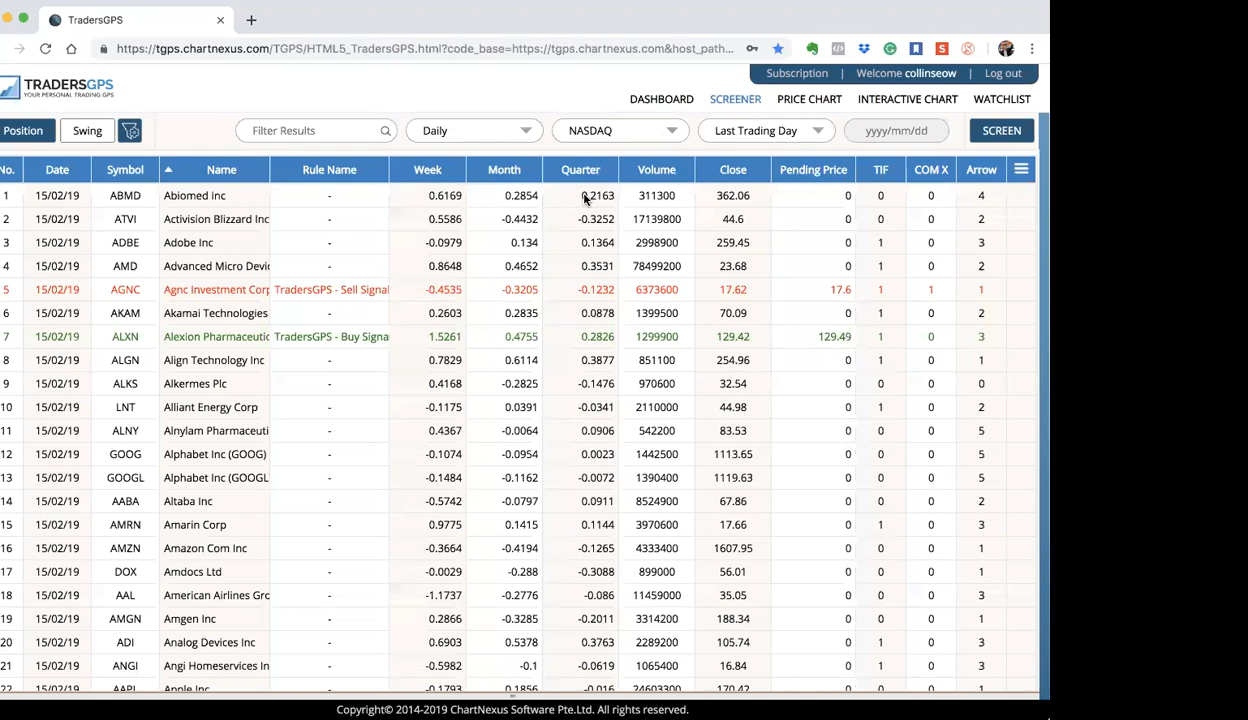 TradersGPS
https://tgps.chartnexus.com/TGPS/HTML5_TradersGPS.html?code_base=https://tgps.chartnexus.com&host_path...
Subscription | Welcome collinseow | Log out
TRADERSGPS
YOUR PERSONAL TRADING GPS
DASHBOARD SCREENER PRICE CHART INTERACTIVE CHART WATCHLIST
Position Swing Filter Results Daily NASDAQ Last Trading Day yyyy/mm/dd SCREEN
No. Date Symbol Name Rule Name Week Month Quarter Volume Close Pending Price TIF COM X Arrow
1 15/02/19 ABMD Abiomed inc - 0.6169 0.2854 0.2163 311300 362.06 0 0 0 4
2 15/02/19 ATVI Activision Blizzard Inc - 0.5586 -0.4432 -0.3252 17139800 44.6 0 0 0 2
3 15/02/19 ADBE Adobe Inc - -0.0979 0.134 0.1364 2998900 259.45 0 1 0 3
4 15/02/19 AMD Advanced Micro Devic - 0.8648 0.4652 0.3531 78499200 23.68 0 1 0 2
5 15/02/19 AGNC Agnc Investment Corp TradersGPS - Sell Signal -0.4535 -0.3205 -0.1232 6373600 17.62 17.6 1 1 1
6 15/02/19 AKAM Akamai Technologies - 0.2603 0.2835 0.0878 1399500 70.09 0 1 0 2
7 15/02/19 ALXN Alexion Pharmaceutic TradersGPS - Buy Signa 1.5261 0.4755 0.2826 1299900 129.42 129.49 1 0 3
8 15/02/19 ALGN Align Technology Inc - 0.7829 0.6114 0.3877 851100 254.96 0 1 0 1
9 15/02/19 ALKS Alkermes Plc - 0.4168 -0.2825 -0.1476 970600 32.54 0 0 0 0
10 15/02/19 LNT Alliant Energy Corp - -0.1175 0.0391 -0.0341 2110000 44.98 0 1 0 2
11 15/02/19 ALNY Alnylam Pharmaceuti - 0.4367 -0.0064 0.0906 542200 83.53 0 1 0 5
12 15/02/19 GOOG Alphabet Inc (GOOG) - -0.1074 -0.0954 0.0023 1442500 1113.65 0 0 0 5
13 15/02/19 GOOGL Alphabet Inc (GOOGL - -0.1484 -0.1162 -0.0072 1390400 1119.63 0 0 0 5
14 15/02/19 AABA Altaba Inc - -0.5742 -0.0797 0.0911 8524900 67.86 0 0 0 2
15 15/02/19 AMRN Amarin Corp - 0.9775 0.1415 0.1144 3970600 17.66 0 1 0 3
16 15/02/19 AMZN Amazon Com Inc - -0.3664 -0.4194 -0.1265 4333400 1607.95 0 0 0 1
17 15/02/19 DOX Amdocs Ltd - -0.0029 -0.288 -0.3088 899000 56.01 0 0 0 1
18 15/02/19 AAL American Airlines Grc - -1.1737 -0.2776 -0.086 11459000 35.05 0 0 0 3
19 15/02/19 AMGN Amgen Inc - 0.2866 -0.3285 -0.2011 3314200 188.34 0 0 0 1
20 15/02/19 ADI Analog Devices Inc - 0.6903 0.5378 0.3763 2289200 105.74 0 1 0 3
21 15/02/19 ANGI Angi Homeservices In - -0.5982 -0.1 -0.0619 1065400 16.84 0 1 0 3
22 15/02/19 AAPL Apple Inc - -0.1793 0.1856 -0.016 24603300 170.42 0 0 0 1
Copyright© 2014-2019 ChartNexus Software Pte.Ltd. All rights reserved.